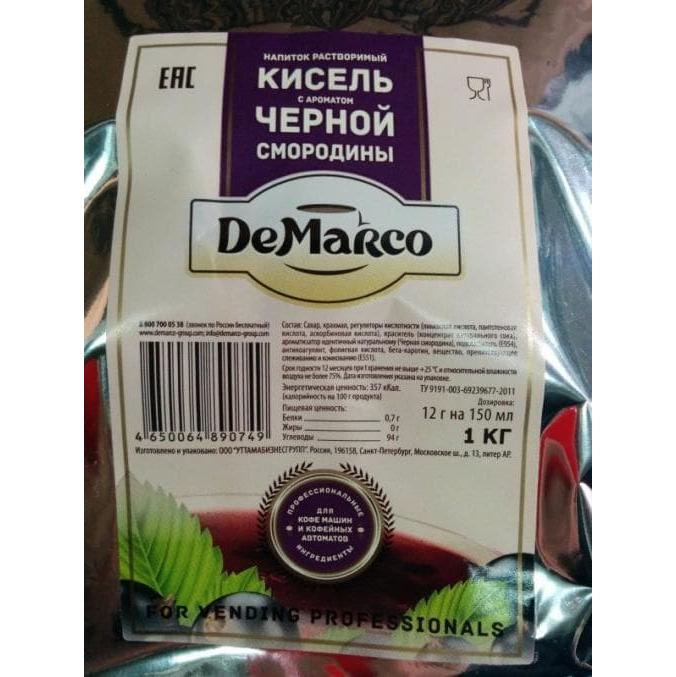 ЕАС
НАПИТОК РАСТВОРИМЫЙ
КИСЕЛЬ
С АРОМАТОМ
ЧЕРНОЙ
СМОРОДИНЫ
DeMarco
8 800 700 05 38 (звонок по России бесплатный)
www.demarco-group.com; info@demarco-group.com
4 650064 890749
Состав: Сахар, крахмал, регуляторы кислотности (лимонная кислота, пантотеновая
кислота, аскорбиновая кислота), краситель (концентрат натурального сока),
ароматизатор идентичный натуральному (Черная смородина), подсластитель (E954),
антикоагулянт, фолиевая кислота, бета-каротин, вещество, препятствующее
слеживанию и комкованию (E551).
Срок годности 12 месяцев при t хранения не выше +25 °С и относительной влажности
воздуха не более 75%. Дата изготовления указана на упаковке.
Энергетическая ценность: 357 кКал.
(калорийность на 100 г продукта)
Пищевая ценность:
Белки 0,7 г
Жиры 0 г
Углеводы 94 г
ТУ 9191-003-69239677-2011
Дозировка:
12 г на 150 мл
1 КГ
Изготовлено и упаковано: ООО "УТТАМАБИЗНЕСГРУПП". Россия, 196158, Санкт-Петербург, Московское ш., д. 13, литер АР.
ПРОФЕССИОНАЛЬНЫЕ
ДЛЯ
КОФЕ МАШИН
И КОФЕЙНЫХ
АВТОМАТОВ
ИНГРЕДИЕНТЫ
FOR VENDING PROFESSIONALS